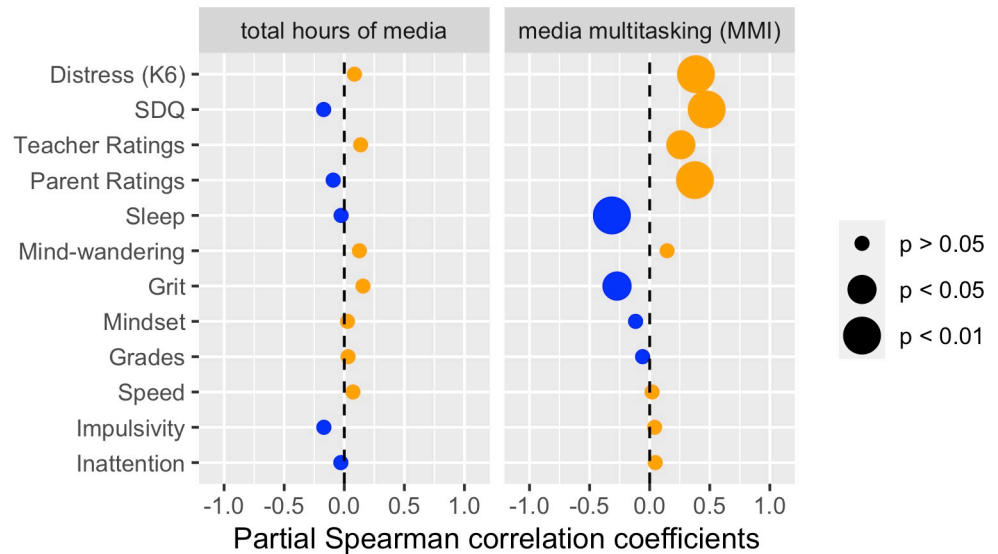 total hours of media
media multitasking (MMI)
Distress (K6)
SDQ
Teacher Ratings
Parent Ratings
Sleep
Mind-wandering
Grit
Mindset
Grades
Speed
Impulsivity
Inattention
-1.0 -0.5 0.0 0.5 1.0
-1.0 -0.5 0.0 0.5 1.0
Partial Spearman correlation coefficients
p > 0.05
p < 0.05
p < 0.01